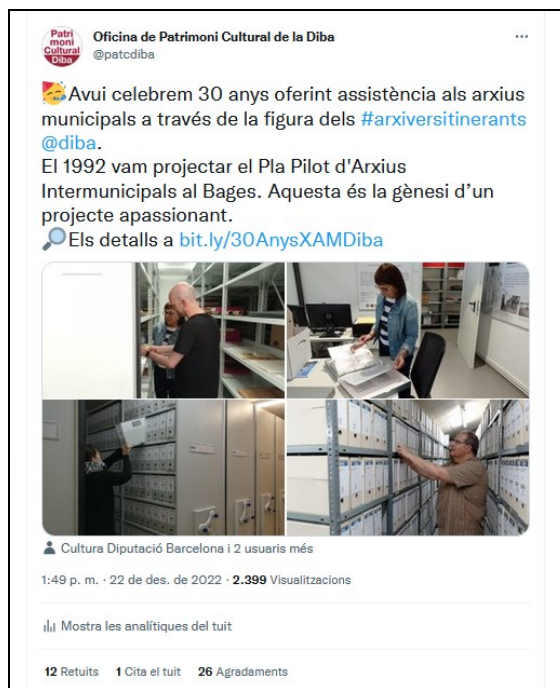 Patri
moni
Cultural
Diba
Oficina de Patrimoni Cultural de la Diba
@patcdiba
Avui celebrem 30 anys oferint assistència als arxius
municipals a través de la figura dels #arxiversitinerants
@diba.
El 1992 vam projectar el Pla Pilot d'Arxius
Intermunicipals al Bages. Aquesta és la gènesi d’un
projecte apassionant.
Els detalls a bit.ly/30AnysXAMDiba
Cultura Diputació Barcelona i 2 usaris més
1:49 p. m. · 22 de des. de 2022 · 2.399 Visualitzacions
Mostra les analítiques del tuit
12 Retuits 1 Cita el tuit 26 Agradaments